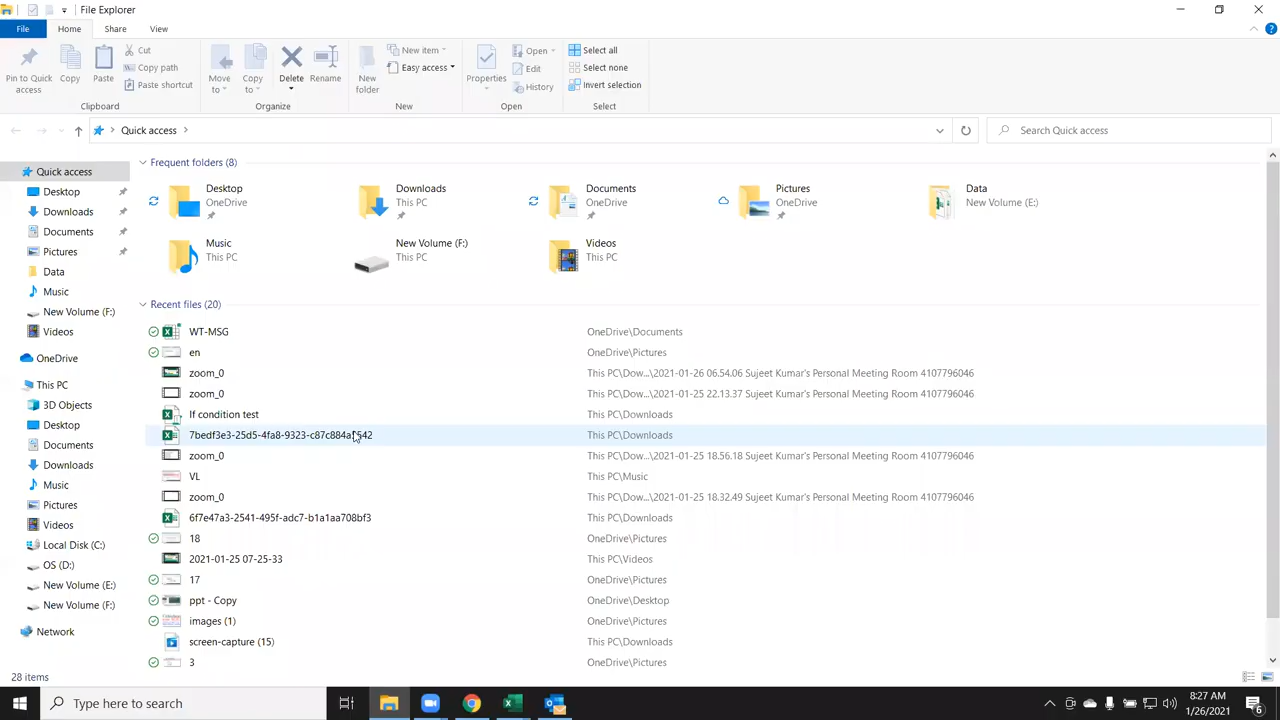 File Explorer
File Home Share View
Pin to Quick access
Copy
Paste
Cut
Copy path
Paste shortcut
Clipboard
Move to
Copy to
Delete
Rename
Organize
New folder
New item
Easy access
New
Properties
Open
Edit
History
Open
Select all
Select none
Invert selection
Select
Quick access
Search Quick access
Quick access
Desktop
Downloads
Documents
Pictures
Data
Music
New Volume (F:)
Videos
OneDrive
This PC
3D Objects
Desktop
Documents
Downloads
Music
Pictures
Videos
Local Disk (C:)
OS (D:)
New Volume (E:)
New Volume (F:)
Network
Frequent folders (8)
Desktop
OneDrive
Downloads
This PC
Documents
OneDrive
Pictures
OneDrive
Data
New Volume (E:)
Music
This PC
New Volume (F:)
This PC
Videos
This PC
Recent files (20)
WT-MSG OneDrive\Documents
en OneDrive\Pictures
zoom_0 This PC\Dow...\2021-01-26 06.54.06 Sujeet Kumar's Personal Meeting Room 4107796046
zoom_0 This PC\Dow...\2021-01-25 22.13.37 Sujeet Kumar's Personal Meeting Room 4107796046
If condition test This PC\Downloads
This PC\Downloads
zoom_0 This PC\Dow...\2021-01-25 18.56.18 Sujeet Kumar's Personal Meeting Room 4107796046
VL This PC\Music
zoom_0 This PC\Dow...\2021-01-25 18.32.49 Sujeet Kumar's Personal Meeting Room 4107796046
6f7e47a3-2541-495f-adc7-b1a1aa708bf3 This PC\Downloads
18 OneDrive\Pictures
2021-01-25 07-25-33 This PC\Videos
17 OneDrive\Pictures
ppt - Copy OneDrive\Desktop
images (1) OneDrive\Pictures
screen-capture (15) This PC\Downloads
3 OneDrive\Pictures
28 items
Type here to search
8:27 AM
1/26/2021
6